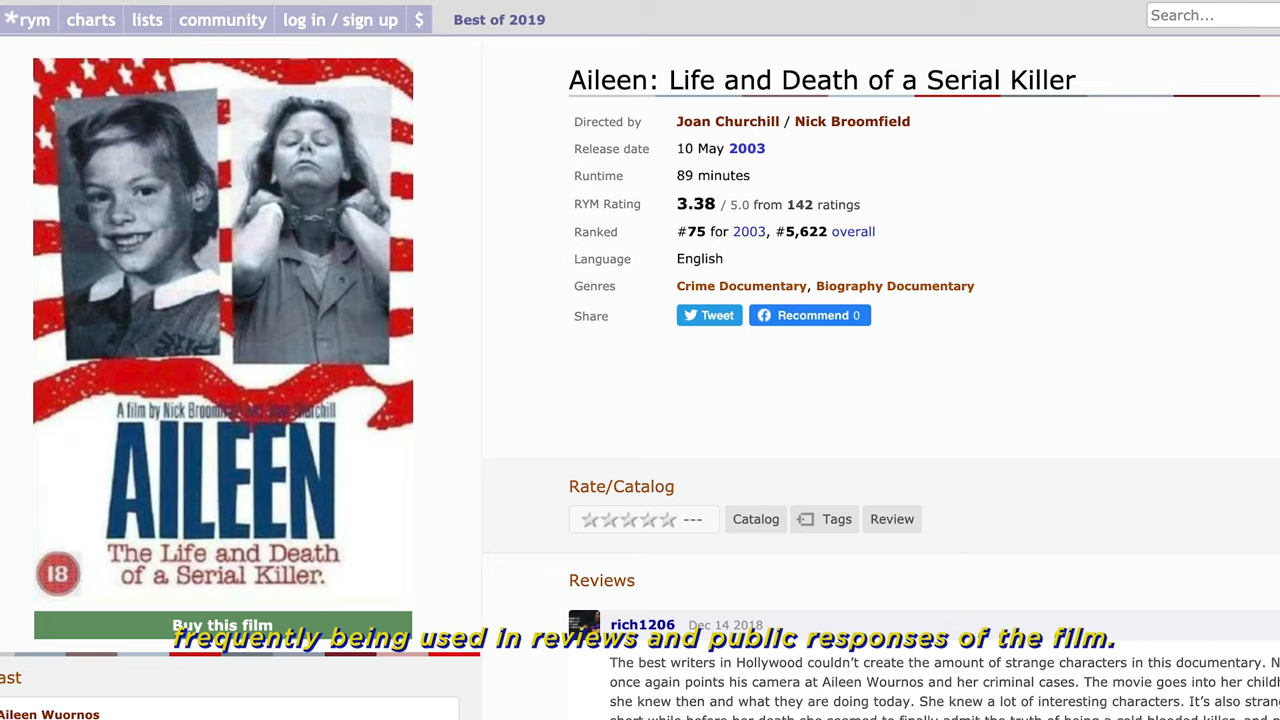 *rym charts lists community log in / sign up $ Best of 2019 Search...
Aileen: Life and Death of a Serial Killer
Directed by Joan Churchill / Nick Broomfield
Release date 10 May 2003
Runtime 89 minutes
RYM Rating 3.38 / 5.0 from 142 ratings
Ranked #75 for 2003, #5,622 overall
Language English
Genres Crime Documentary, Biography Documentary
Share Tweet Recommend 0
A film by Nick Broomfield and Joan Churchill
AILEEN
The Life and Death
of a Serial Killer.
18
Buy this film
Rate/Catalog
--- Catalog Tags Review
Reviews
rich1206 Dec 14 2018
frequently being used in reviews and public responses of the film.
The best writers in Hollywood couldn't create the amount of strange characters in this documentary. N
once again points his camera at Aileen Wournos and her criminal cases. The movie goes into her childh
she knew then and what they are doing today. She knew a lot of interesting characters. It's also stran
ast
Aileen Wuornos